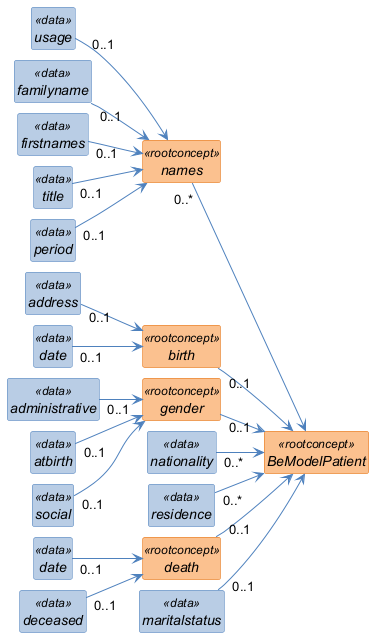 «data»
usage
0..1
«data»
familyname
0..1
«data»
firstnames
0..1
«rootconcept»
names
«data»
title
0..1
0..*
«data»
period
0..1
«data»
address
0..1
«data»
date
0..1
«rootconcept»
birth
0..1
«data»
administrative
0..1
«rootconcept»
gender
0..1
«data»
atbirth
0..1
«data»
nationality
0..*
«rootconcept»
BeModelPatient
«data»
social
0..1
«data»
residence
0..*
«data»
date
0..1
«rootconcept»
death
0..1
«data»
deceased
0..1
«data»
maritalstatus
0..1